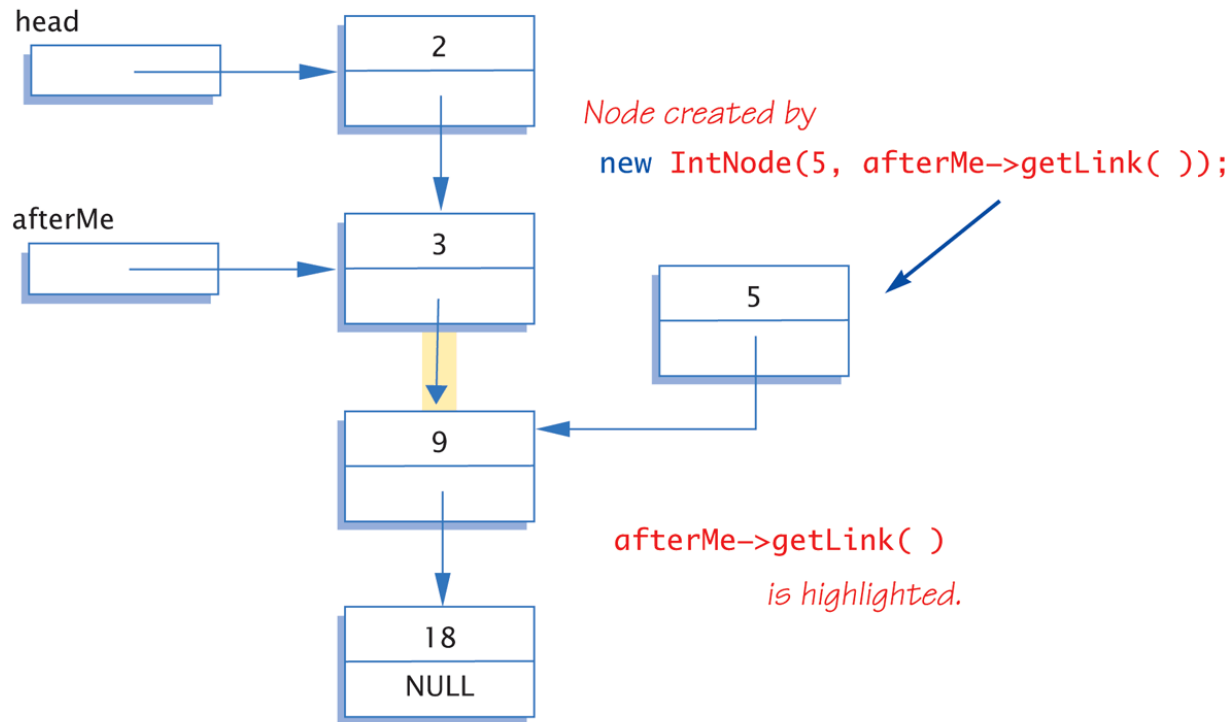 head
2
Node created by
new IntNode(5, afterMe–>getLink( ));
afterMe
3
5
9
afterMe–>getLink( )
is highlighted.
18
NULL